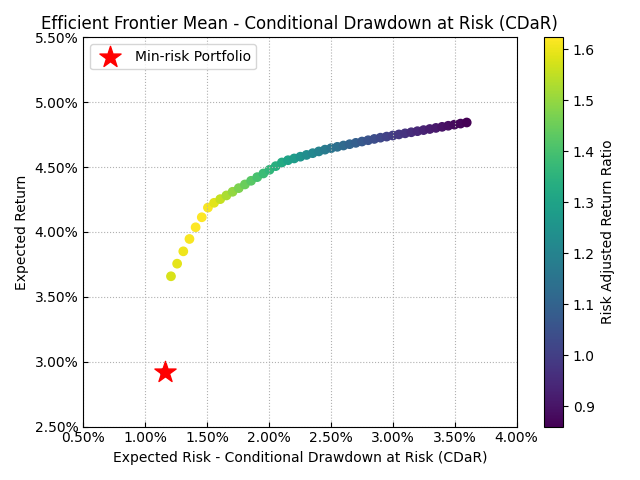 Efficient Frontier Mean - Conditional Drawdown at Risk (CDaR)
Min-risk Portfolio
5.50%
5.00%
4.50%
4.00%
3.50%
3.00%
2.50%
Expected Return
0.50% 1.00% 1.50% 2.00% 2.50% 3.00% 3.50% 4.00%
Expected Risk - Conditional Drawdown at Risk (CDaR)
1.6
1.5
1.4
1.3
1.2
1.1
1.0
0.9
Risk Adjusted Return Ratio